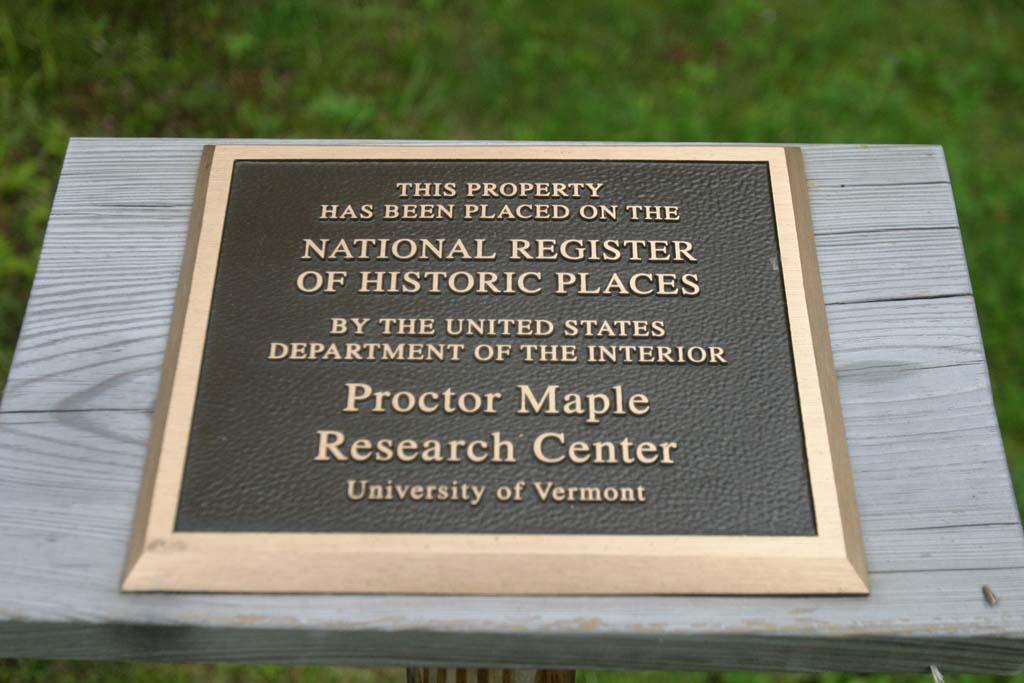 THIS PROPERTY
HAS BEEN PLACED ON THE
NATIONAL REGISTER
OF HISTORIC PLACES
BY THE UNITED STATES
DEPARTMENT OF THE INTERIOR
Proctor Maple
Research Center
University of Vermont